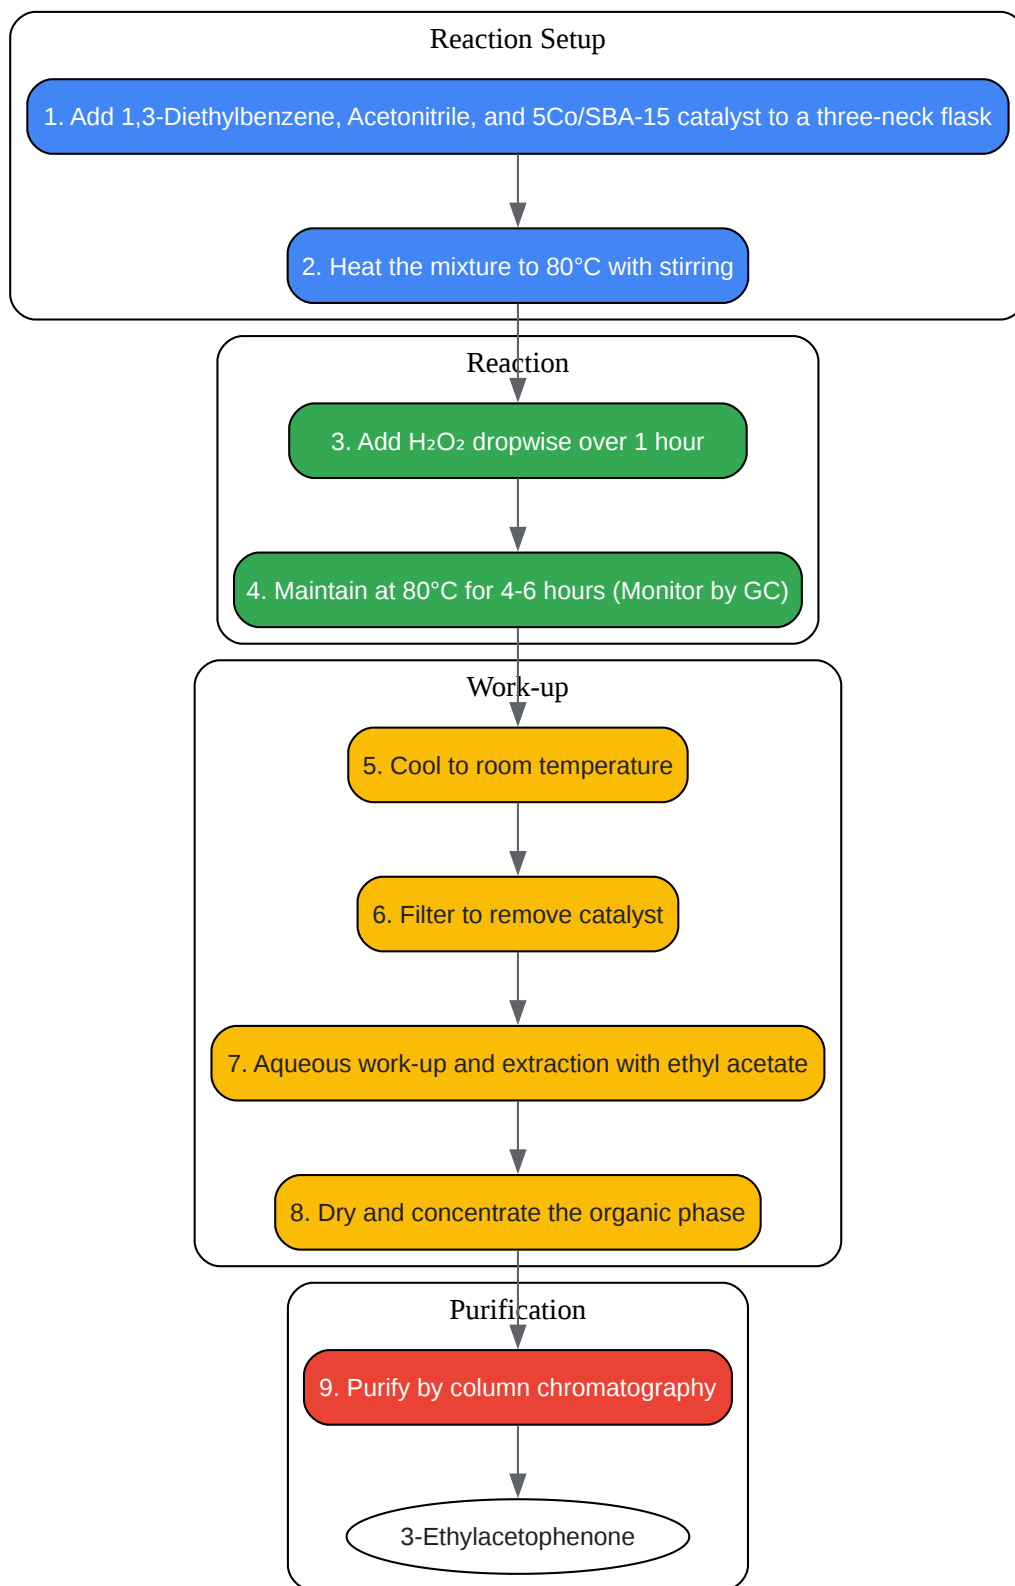 Reaction Setup
1. Add 1,3-Diethylbenzene, Acetonitrile, and 5Co/SBA-15 catalyst to a three-neck flask
2. Heat the mixture to 80°C with stirring
Reaction
3. Add H₂O₂ dropwise over 1 hour
4. Maintain at 80°C for 4-6 hours (Monitor by GC)
Work-up
5. Cool to room temperature
6. Filter to remove catalyst
7. Aqueous work-up and extraction with ethyl acetate
8. Dry and concentrate the organic phase
Purification
9. Purify by column chromatography
3-Ethylacetophenone